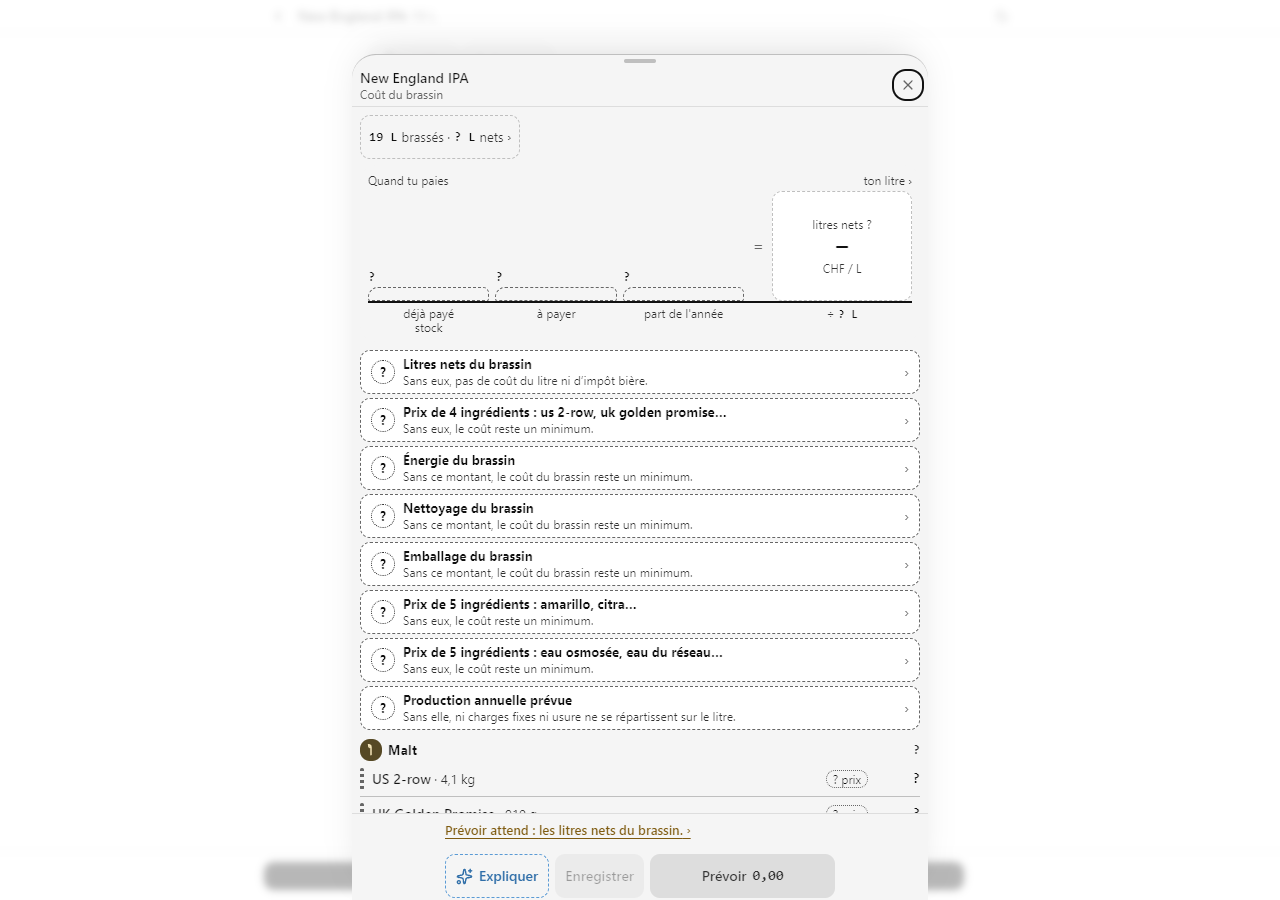 New England IPA
Coût du brassin
19 L brassés · ? L nets ›
Quand tu paies
ton litre ›
litres nets ?
—
CHF / L
=
? ? ?
déjà payé stock
à payer
part de l'année
÷ ? L
? Litres nets du brassin ›
Sans eux, pas de coût du litre ni d'impôt bière.
? Prix de 4 ingrédients : us 2-row, uk golden promise… ›
Sans eux, le coût reste un minimum.
? Énergie du brassin ›
Sans ce montant, le coût du brassin reste un minimum.
? Nettoyage du brassin ›
Sans ce montant, le coût du brassin reste un minimum.
? Emballage du brassin ›
Sans ce montant, le coût du brassin reste un minimum.
? Prix de 5 ingrédients : amarillo, citra… ›
Sans eux, le coût reste un minimum.
? Prix de 5 ingrédients : eau osmosée, eau du réseau… ›
Sans eux, le coût reste un minimum.
? Production annuelle prévue ›
Sans elle, ni charges fixes ni usure ne se répartissent sur le litre.
Malt ?
US 2-row · 4,1 kg ? prix ?
Prévoir attend : les litres nets du brassin. ›
Expliquer
Enregistrer
Prévoir 0,00